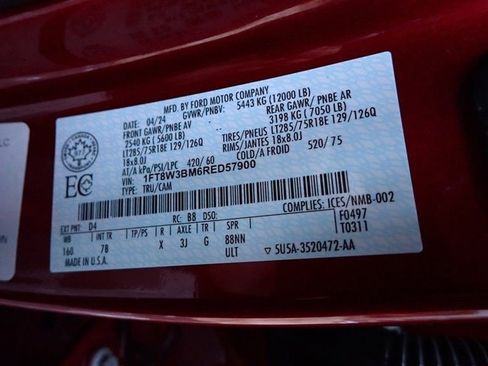 MFD. BY FORD MOTOR COMPANY
DATE: 04/24 GVWR/PNBV: 5443 KG (12000 LB)
FRONT GAWR/PNBE AV REAR GAWR/ PNBE AR
2540 KG ( 5600 LB) 3198 KG ( 7050 LB)
LT285/75R18E 129/126Q TIRES/PNEUS LT285/75R18E 129/126Q
18x8.0J RIMS/JANTES 18x8.0J
AT/A kPa/PSI/LPC 420/ 60 520/ 75
VIN: 1FT8W3BM6RED57900
TYPE: TRU/CAM
COMPLIES: ICES/NMB-002
EXT PNT: D4 RC: B8 DSO: F0497
WB INT TR TP/PS R AXLE TR T0311
160 7B X 3J G 88NN
MADE IN U.S.A. ULT 5U5A-3520472-AA
EC
LLC